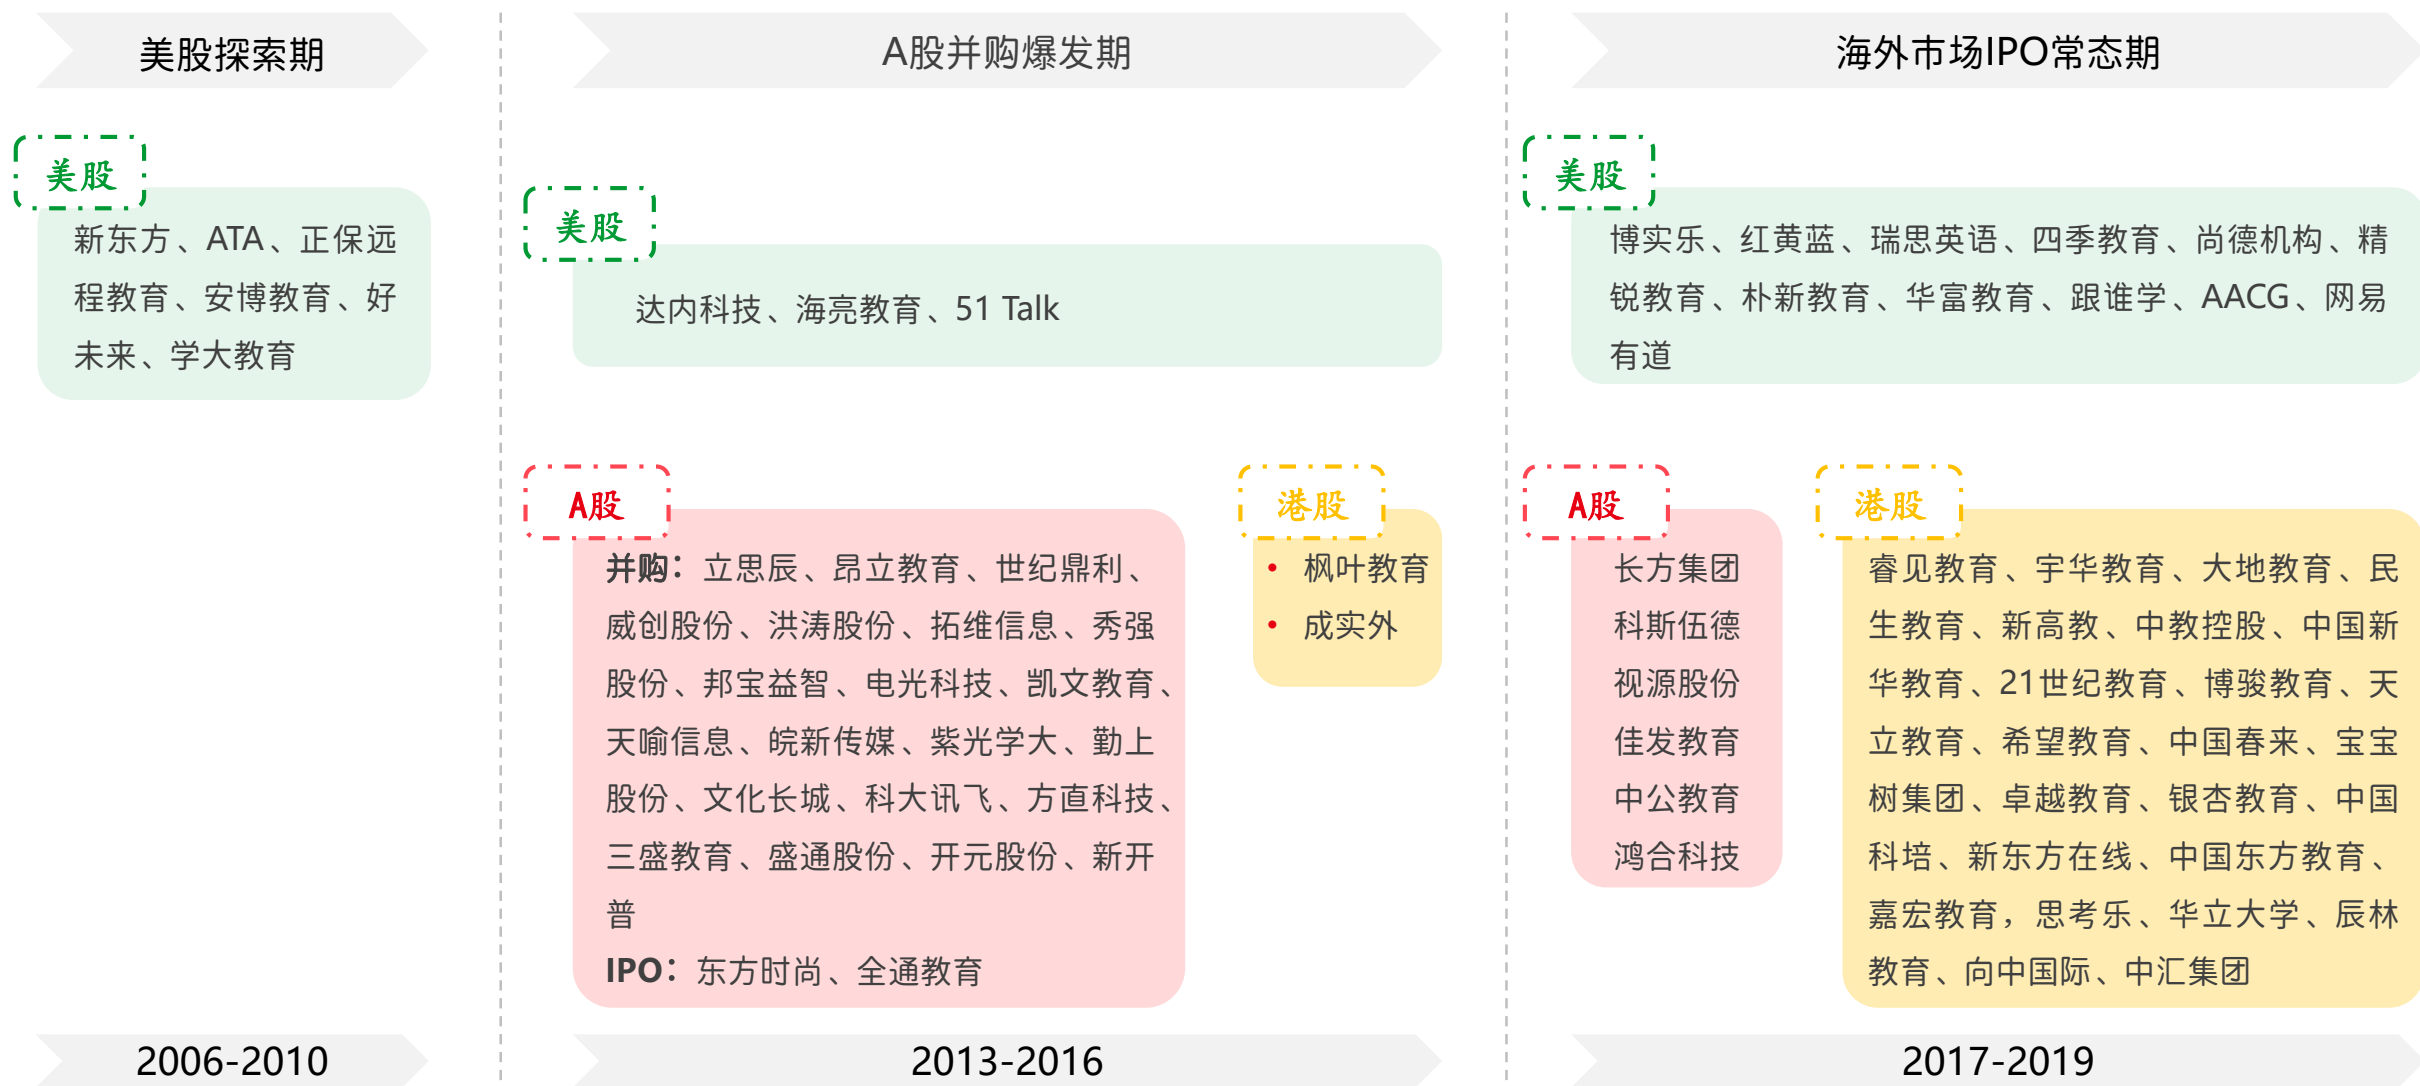 美股探索期
A股并购爆发期
海外市场IPO常态期
美股
新东方、ATA、正保远
程教育、安博教育、好
未来、学大教育
美股
达内科技、海亮教育、51 Talk
美股
博实乐、红黄蓝、瑞思英语、四季教育、尚德机构、精
锐教育、朴新教育、华富教育、跟谁学、AACG、网易
有道
A股
并购：立思辰、昂立教育、世纪鼎利、
威创股份、洪涛股份、拓维信息、秀强
股份、邦宝益智、电光科技、凯文教育、
天喻信息、皖新传媒、紫光学大、勤上
股份、文化长城、科大讯飞、方直科技、
三盛教育、盛通股份、开元股份、新开
普
IPO：东方时尚、全通教育
港股
• 枫叶教育
• 成实外
A股
长方集团
科斯伍德
视源股份
佳发教育
中公教育
鸿合科技
港股
睿见教育、宇华教育、大地教育、民
生教育、新高教、中教控股、中国新
华教育、21世纪教育、博骏教育、天
立教育、希望教育、中国春来、宝宝
树集团、卓越教育、银杏教育、中国
科培、新东方在线、中国东方教育、
嘉宏教育，思考乐、华立大学、辰林
教育、向中国际、中汇集团
2006-2010
2013-2016
2017-2019